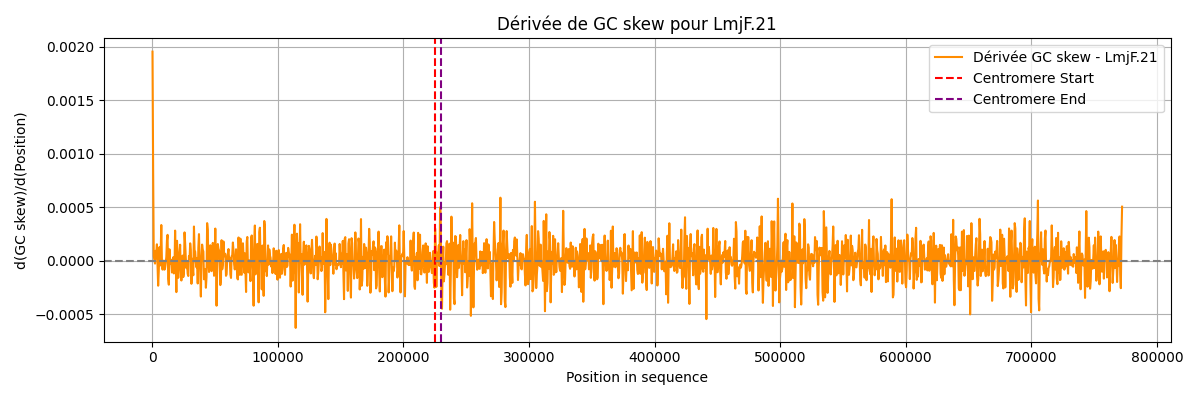 Dérivée de GC skew pour LmjF.21
d(GC skew)/d(Position)
0.0020
0.0015
0.0010
0.0005
0.0000
−0.0005
Dérivée GC skew - LmjF.21
Centromere Start
Centromere End
0
100000
200000
300000
400000
500000
600000
700000
800000
Position in sequence